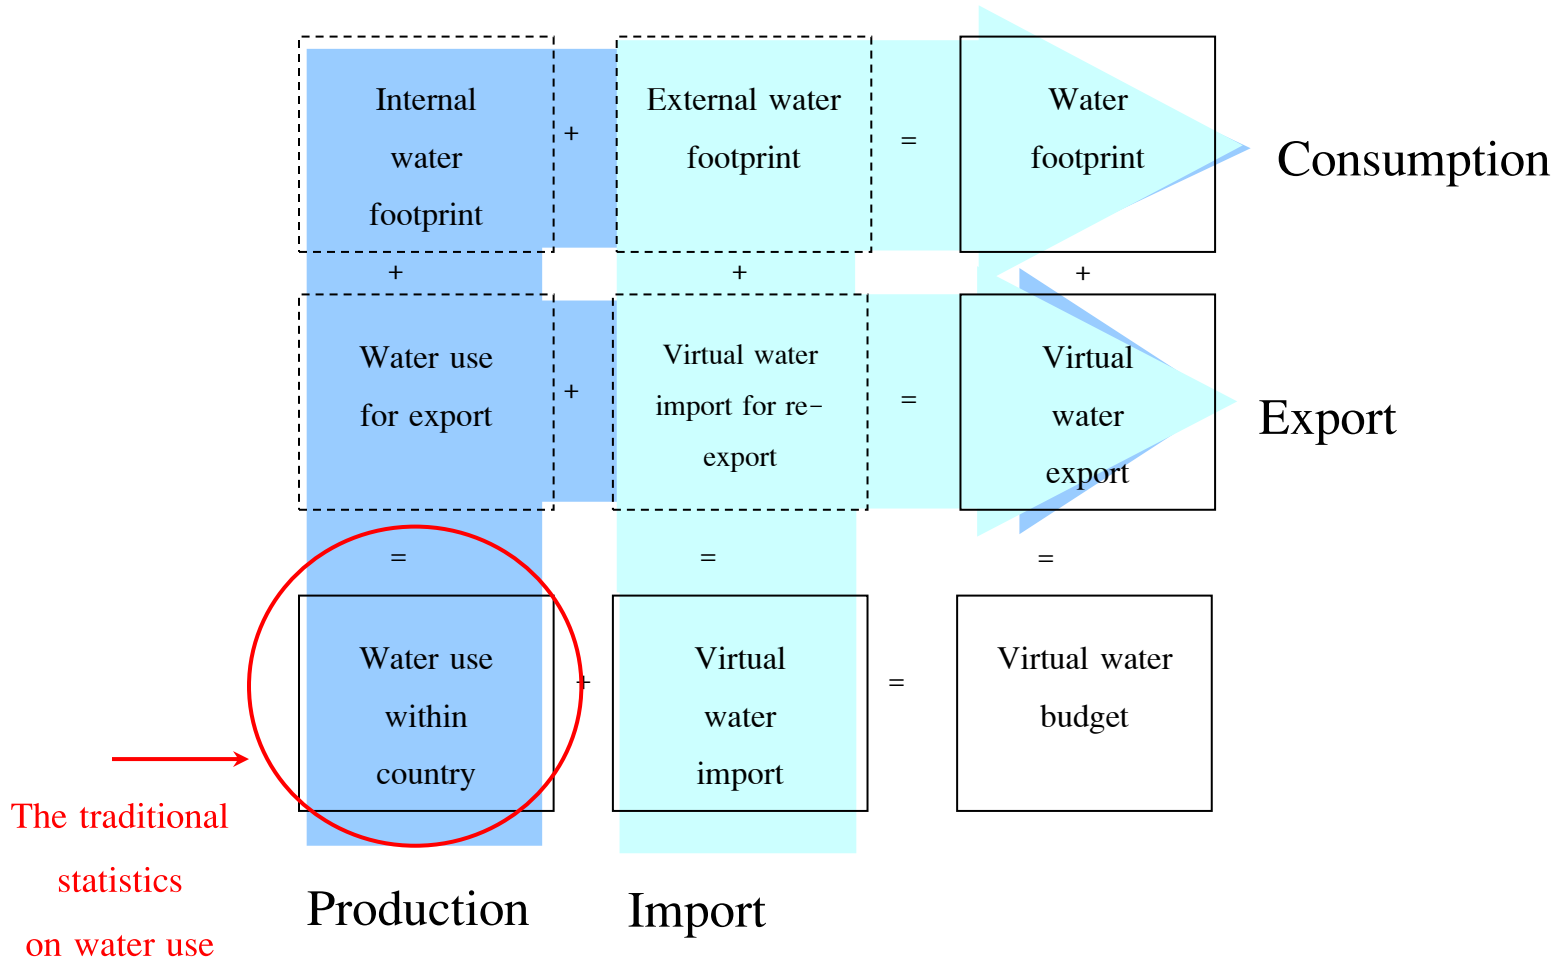 Internal
water
footprint
+
External water
footprint
=
Water
footprint
Consumption
+
+
+
Water use
for export
+
Virtual water
import for re-
export
=
Virtual
water
export
Export
=
=
=
Water use
within
country
+
Virtual
water
import
=
Virtual water
budget
The traditional
statistics
on water use
Production
Import